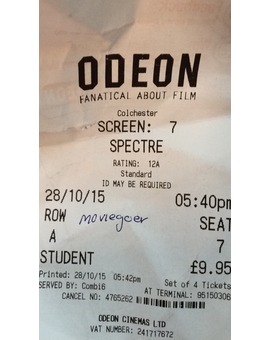 ODEON
FANATICAL ABOUT FILM
Colchester
SCREEN: 7
SPECTRE
RATING: 12A
Standard
ID MAY BE REQUIRED
28/10/15 05:40pm
ROW moviegoer SEAT
A 7
STUDENT £9.95
Printed: 28/10/15 05:42pm Set of 4 Tickets
SERVED BY: Combi6 AT TERMINAL: 95150306
CANCEL NO: 4765262
ODEON CINEMAS LTD
VAT NUMBER: 241717672